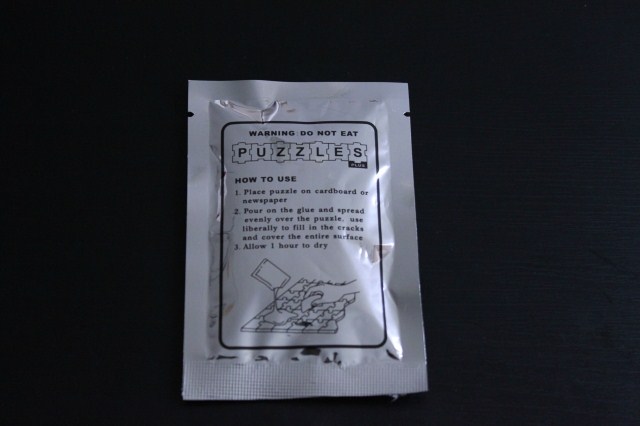 WARNING: DO NOT EAT
PUZZLES
HOW TO USE
1. Place puzzle on cardboard or
newspaper
2. Pour on the glue and spread
evenly over the puzzle. use
liberally to fill in the cracks
and cover the entire surface
3. Allow 1 hour to dry